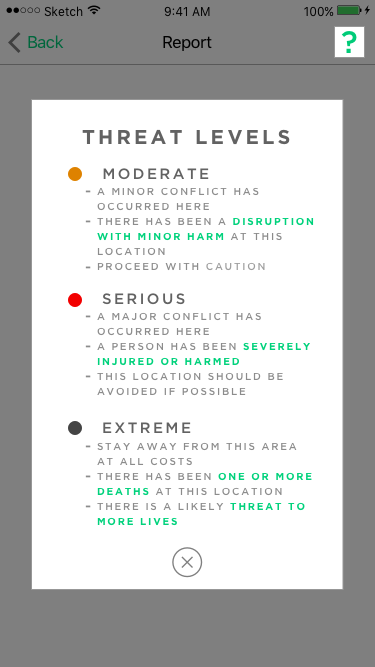 Sketch 9:41 AM 100%
Back Report ?
THREAT LEVELS
MODERATE
- A MINOR CONFLICT HAS
OCCURRED HERE
- THERE HAS BEEN A DISRUPTION
WITH MINOR HARM AT THIS
LOCATION
- PROCEED WITH CAUTION
SERIOUS
- A MAJOR CONFLICT HAS
OCCURRED HERE
- A PERSON HAS BEEN SEVERELY
INJURED OR HARMED
- THIS LOCATION SHOULD BE
AVOIDED IF POSSIBLE
EXTREME
- STAY AWAY FROM THIS AREA
AT ALL COSTS
- THERE HAS BEEN ONE OR MORE
DEATHS AT THIS LOCATION
- THERE IS A LIKELY THREAT TO
MORE LIVES